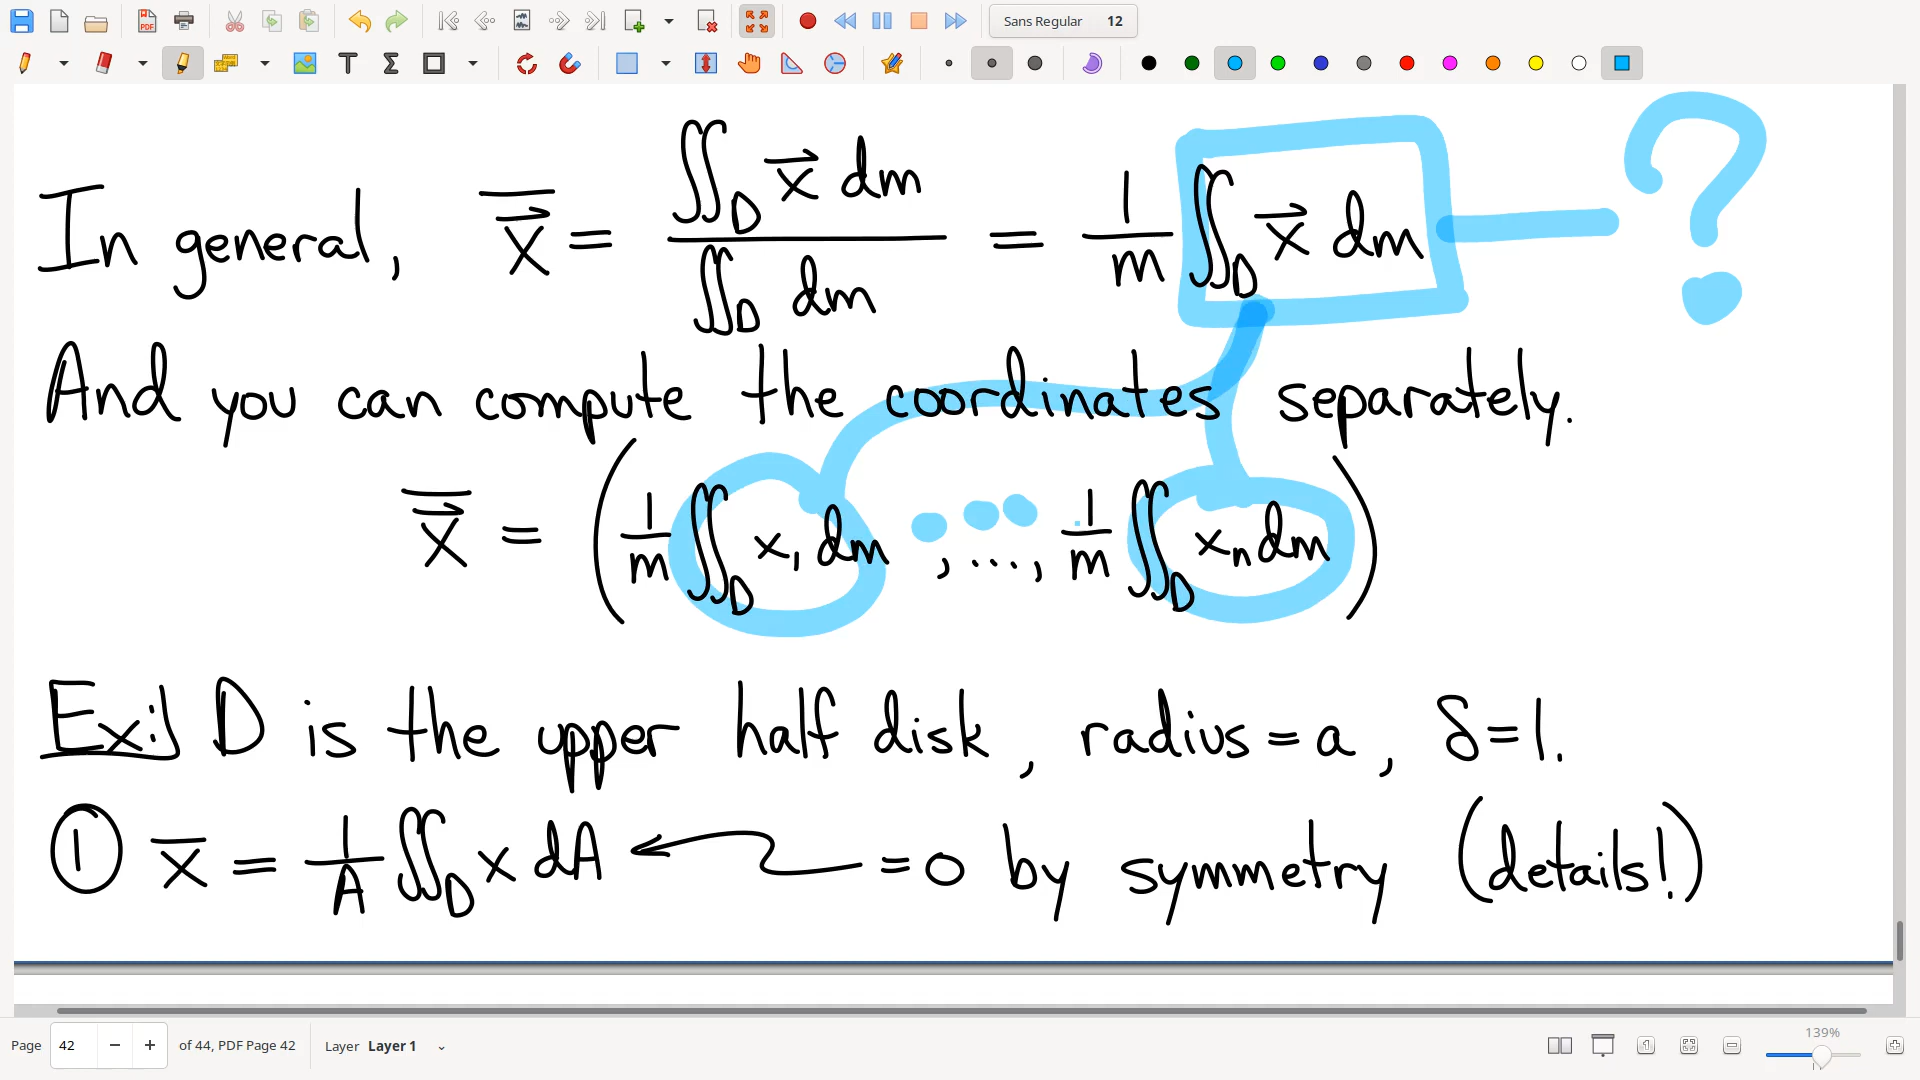 Sans Regular 12
In general, x̄⃗ = ∬_D x⃗ dm / ∬_D dm = 1/m ∬_D x⃗ dm ?
And you can compute the coordinates separately.
x̄⃗ = (1/m ∬_D x₁ dm, ..., 1/m ∬_D xₙ dm)
Ex:) D is the upper half disk, radius = a, δ=1.
① x̄ = 1/A ∬_D x dA = 0 by symmetry (details!)
Page 42 − + of 44, PDF Page 42 Layer Layer 1 139%